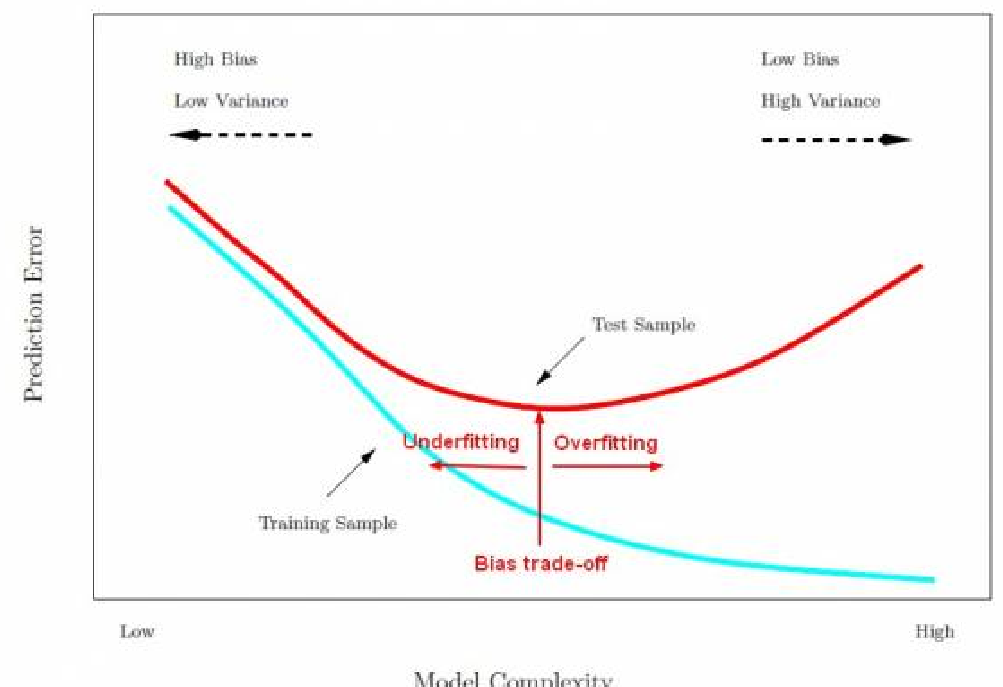 High Bias
Low Variance
Low Bias
High Variance
Prediction Error
Test Sample
Underfitting
Overfitting
Training Sample
Bias trade-off
Low
High
Model Complexity